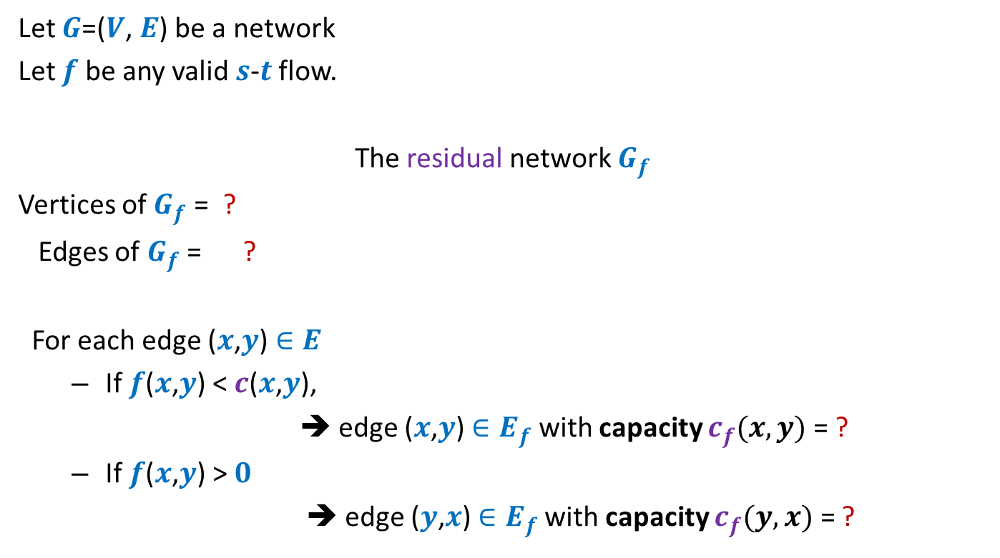 Let G=(V, E) be a network
Let f be any valid s-t flow.
The residual network G_f
Vertices of G_f = ?
Edges of G_f = ?
For each edge (x,y) ∈ E
– If f(x,y) < c(x,y),
➔ edge (x,y) ∈ E_f with capacity c_f(x, y) = ?
– If f(x,y) > 0
➔ edge (y,x) ∈ E_f with capacity c_f(y, x) = ?